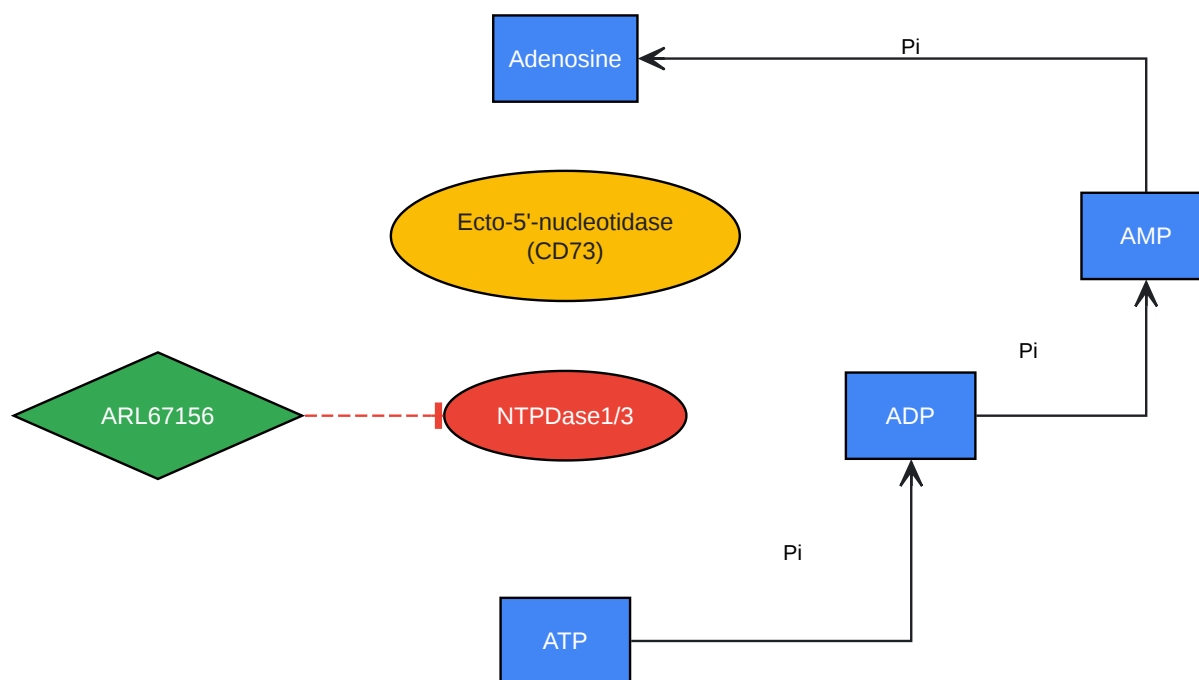 Adenosine
Pi
Ecto-5'-nucleotidase
(CD73)
AMP
Pi
ARL67156
NTPDase1/3
ADP
Pi
ATP